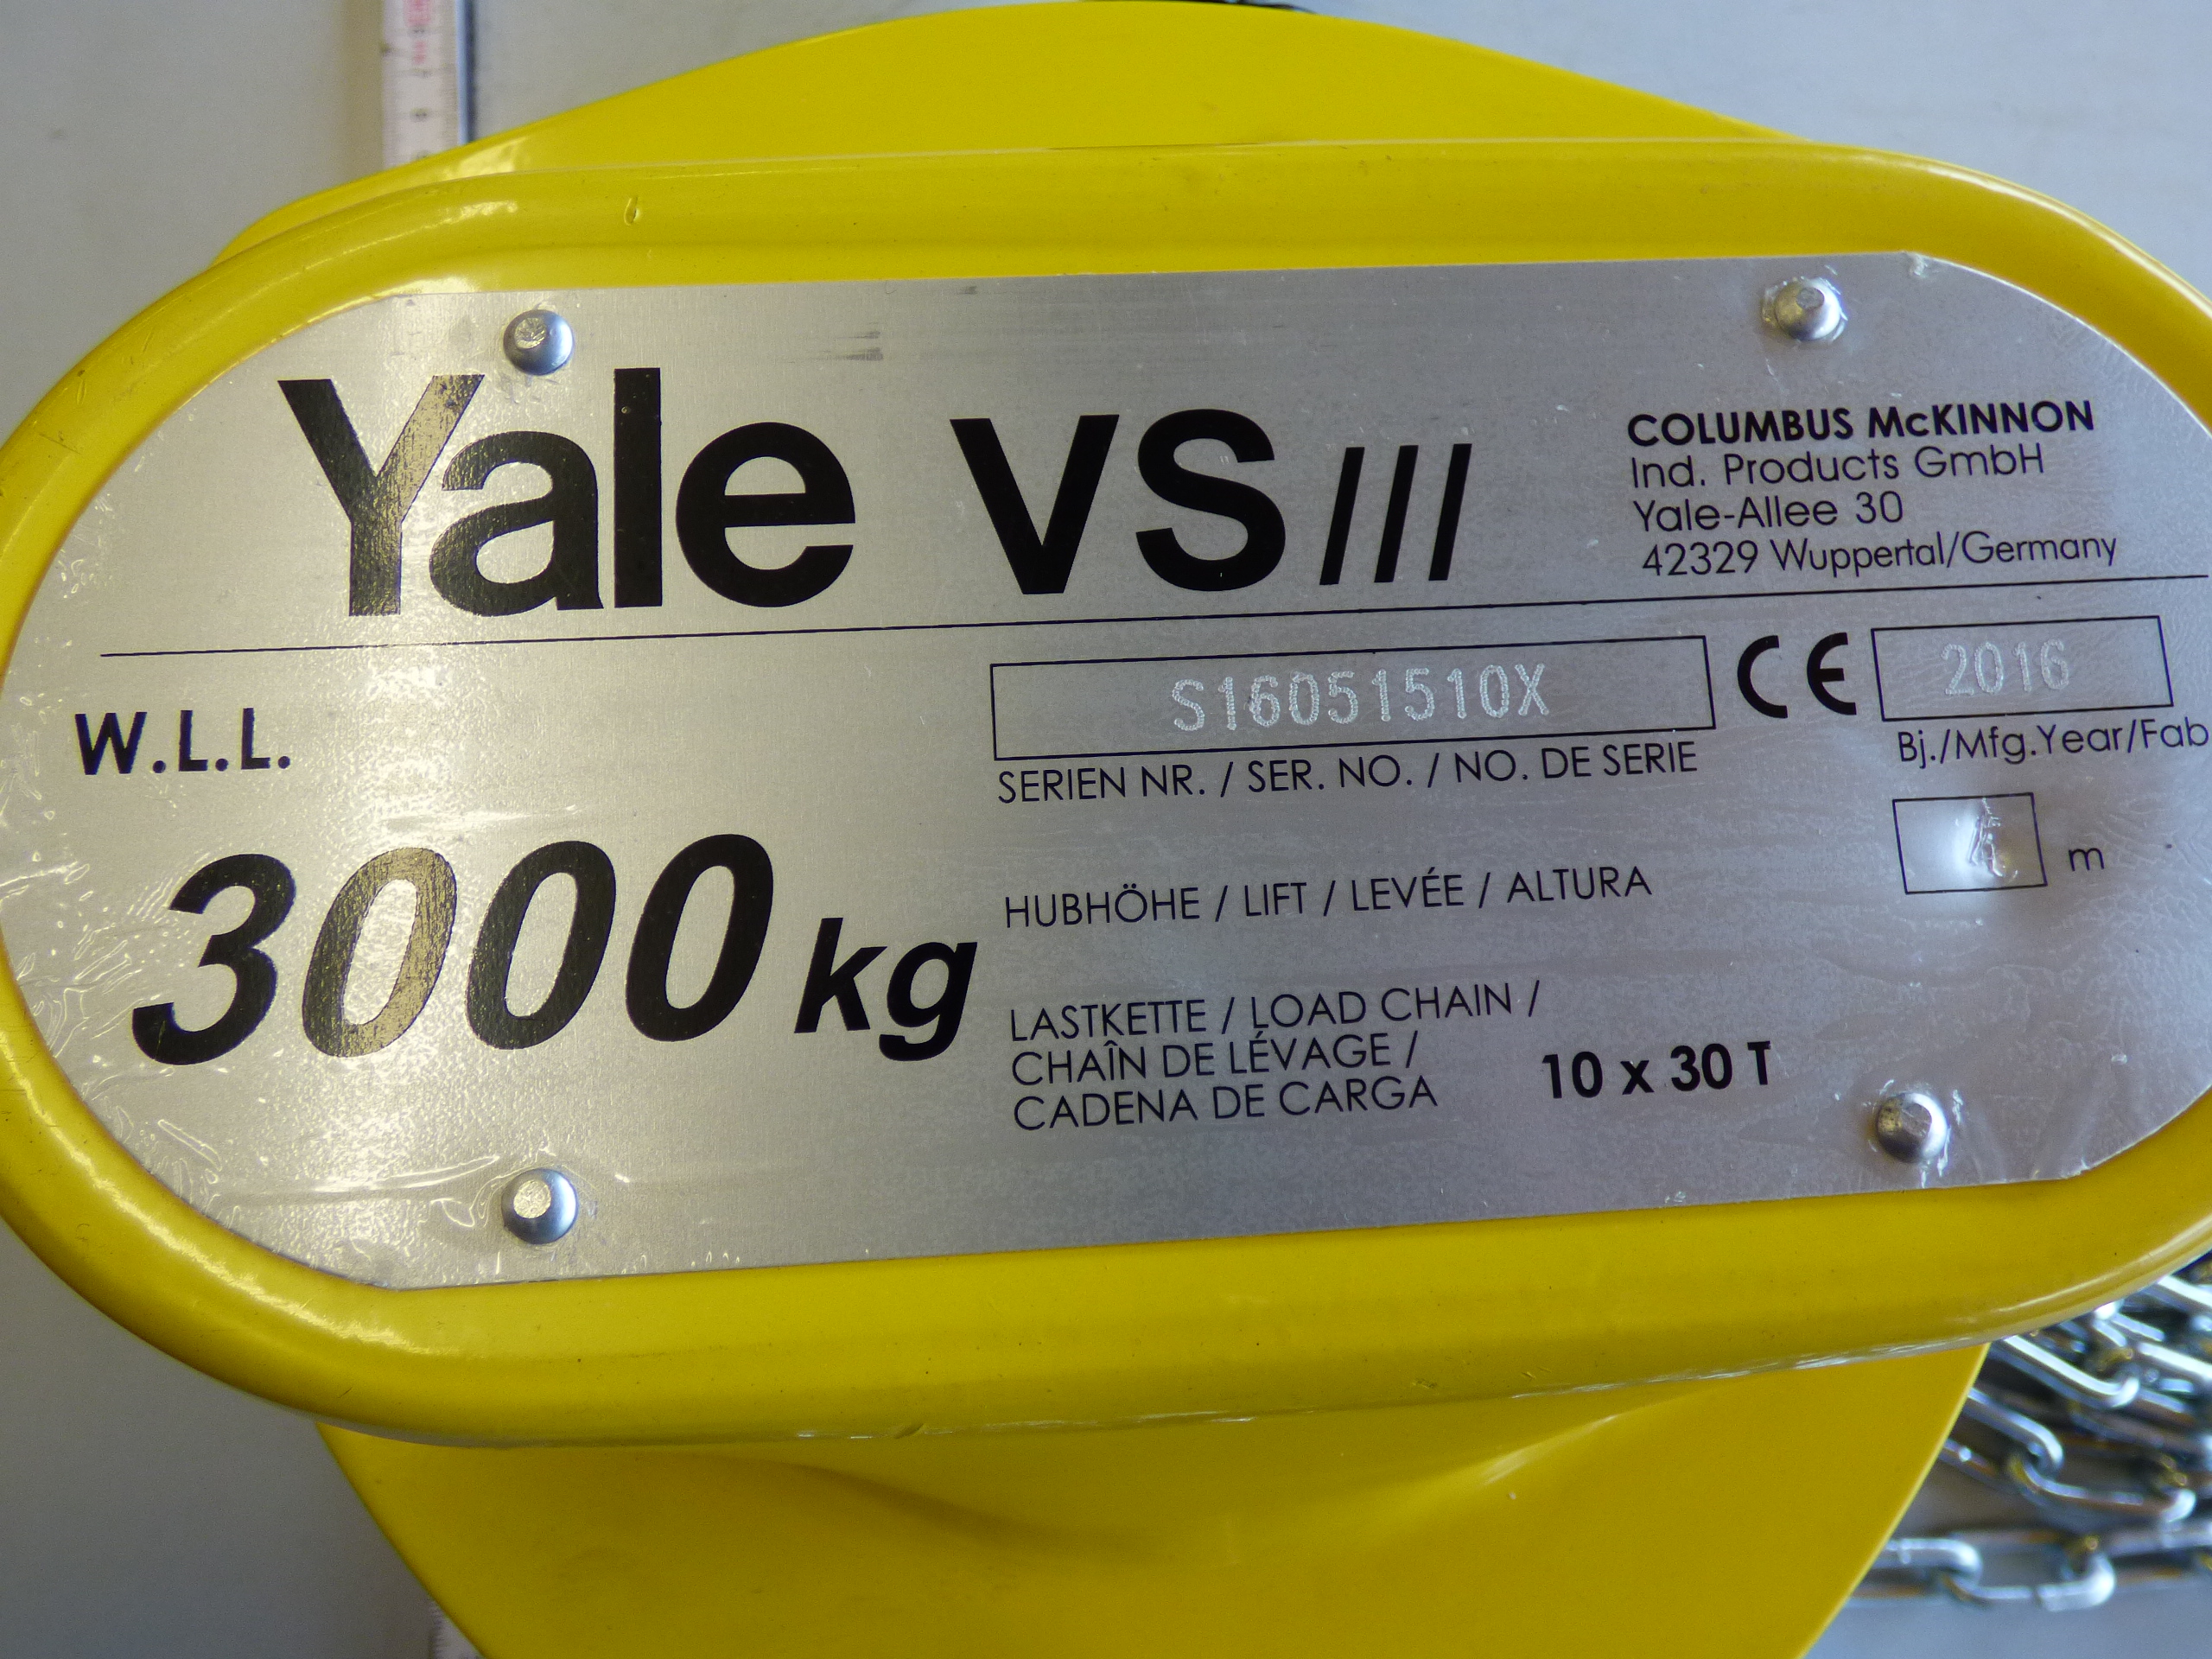 Yale VS III
COLUMBUS McKINNON
Ind. Products GmbH
Yale-Allee 30
42329 Wuppertal/Germany
S16051510X
CE
2016
SERIEN NR. / SER. NO. / NO. DE SERIE
Bj./Mfg.Year/Fab
W.L.L.
3000 kg
HUBHÖHE / LIFT / LEVÉE / ALTURA
m
LASTKETTE / LOAD CHAIN /
CHAÎN DE LÉVAGE /
CADENA DE CARGA
10 x 30 T